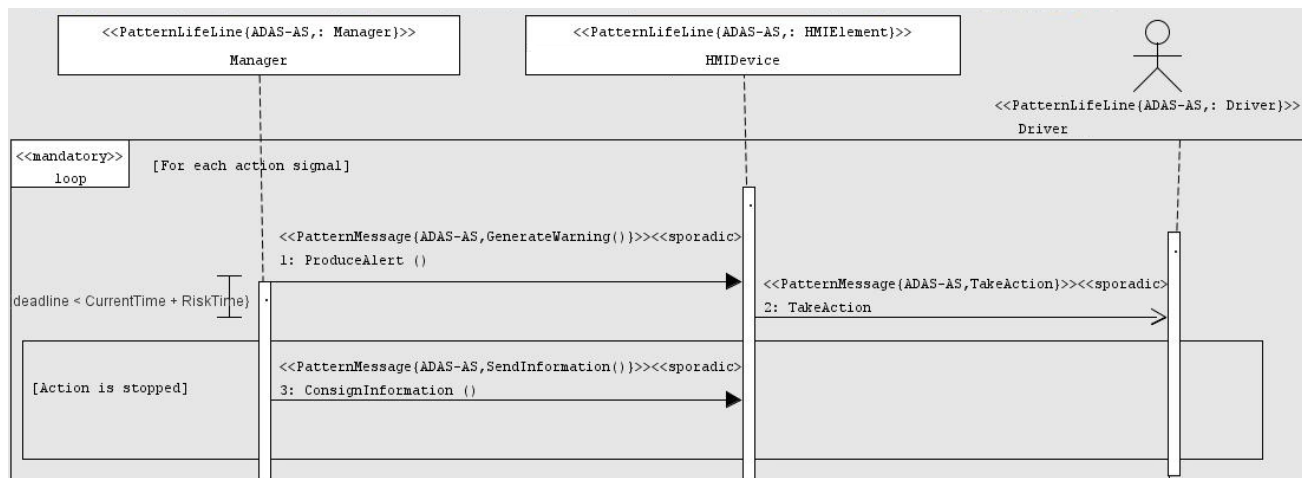 <<PatternLifeLine{ADAS-AS,: Manager}>>
Manager
<<PatternLifeLine{ADAS-AS,: HMIElement}>>
HMIDevice
<<PatternLifeLine{ADAS-AS,: Driver}>>
Driver
<<mandatory>>
loop
[For each action signal]
<<PatternMessage{ADAS-AS,GenerateWarning()}>><<sporadic>
1: ProduceAlert ()
deadline < CurrentTime + RiskTime}
<<PatternMessage{ADAS-AS,TakeAction}>><<sporadic>
2: TakeAction
<<PatternMessage{ADAS-AS,SendInformation()}>><<sporadic>
[Action is stopped]
3: ConsignInformation ()